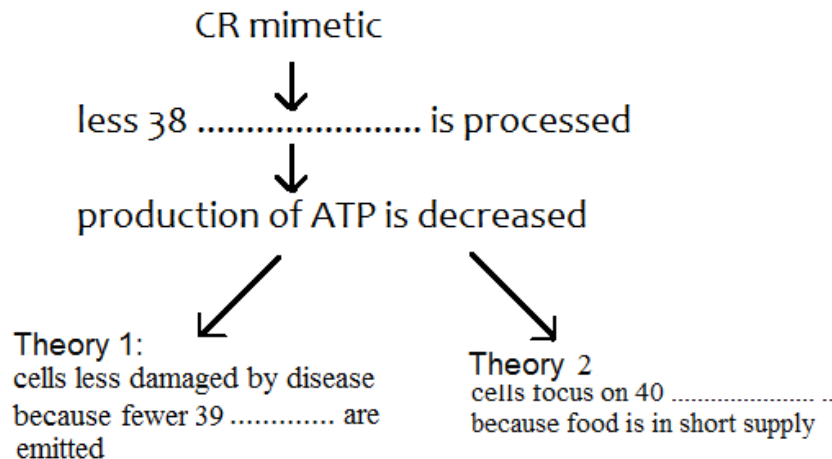 CR mimetic
less 38 ....................... is processed
production of ATP is decreased
Theory 1:
cells less damaged by disease
because fewer 39 ............. are
emitted
Theory 2
cells focus on 40 ..................... ..
because food is in short supply